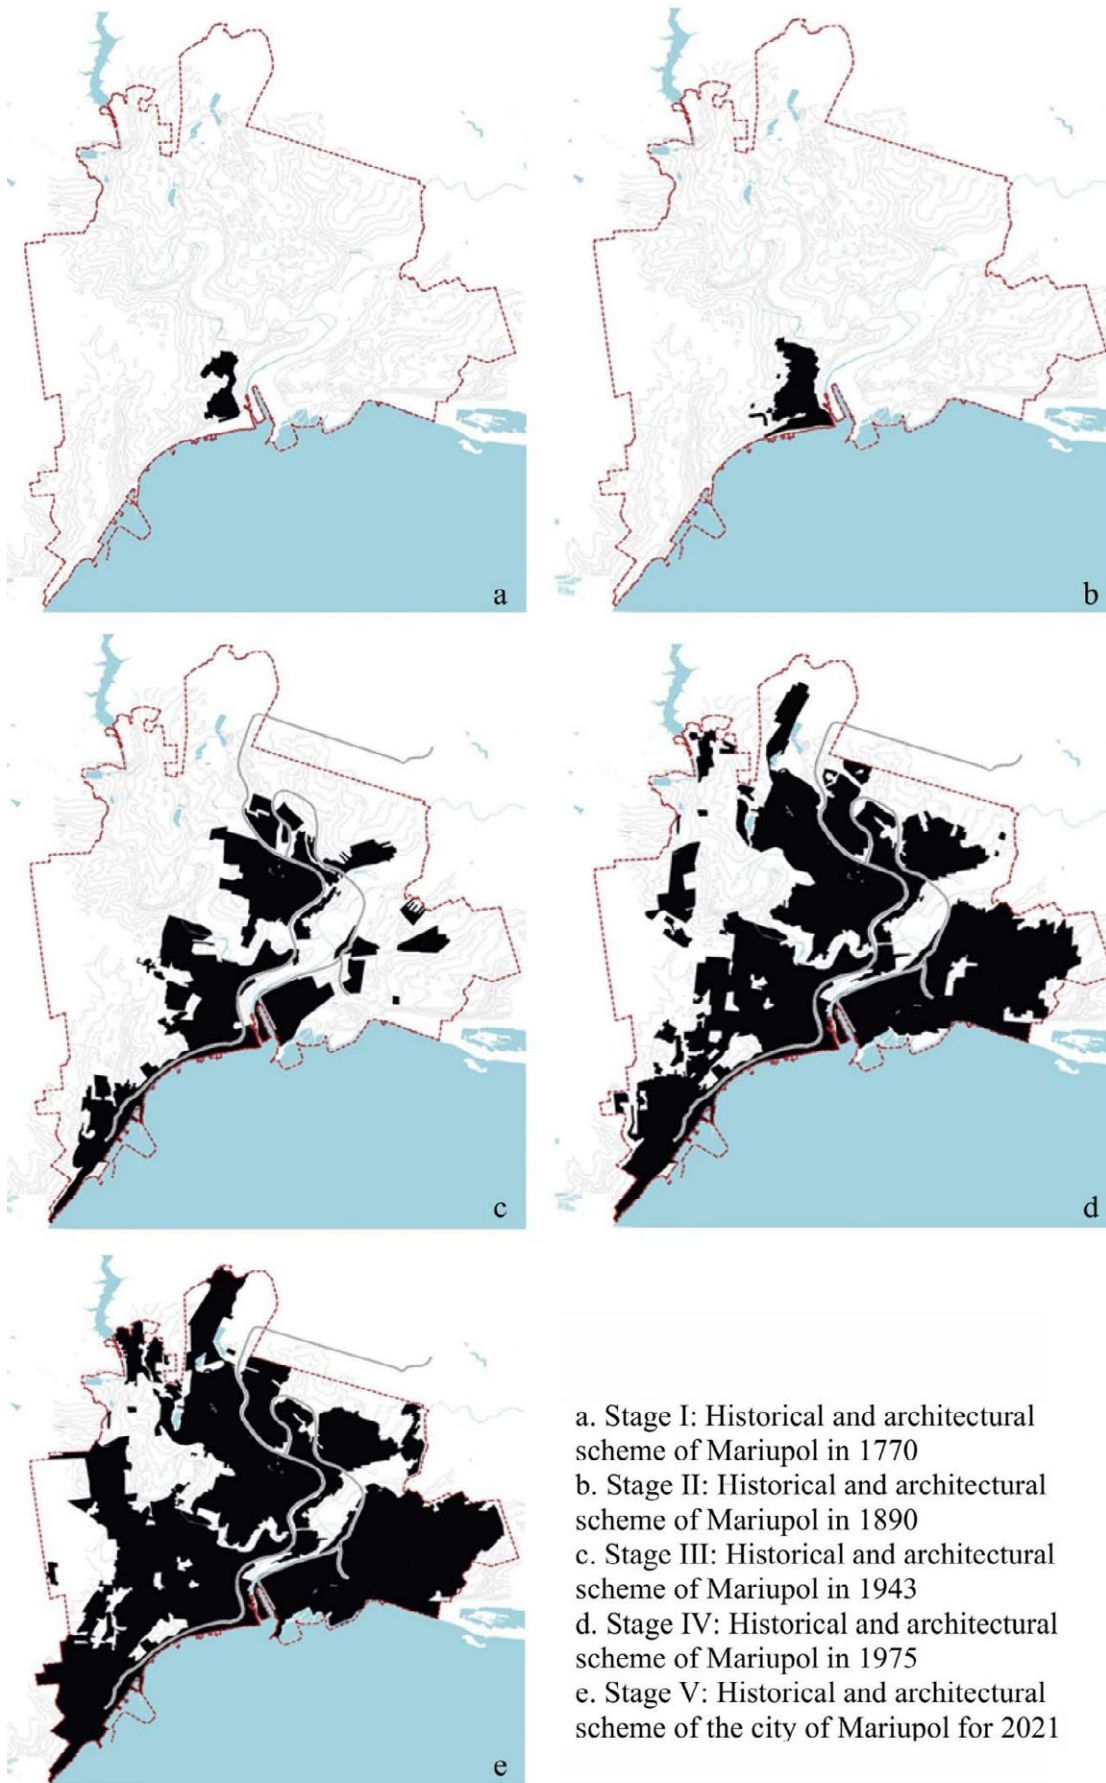 a
b
c
d
e
a. Stage I: Historical and architectural
scheme of Mariupol in 1770
b. Stage II: Historical and architectural
scheme of Mariupol in 1890
c. Stage III: Historical and architectural
scheme of Mariupol in 1943
d. Stage IV: Historical and architectural
scheme of Mariupol in 1975
e. Stage V: Historical and architectural
scheme of the city of Mariupol for 2021